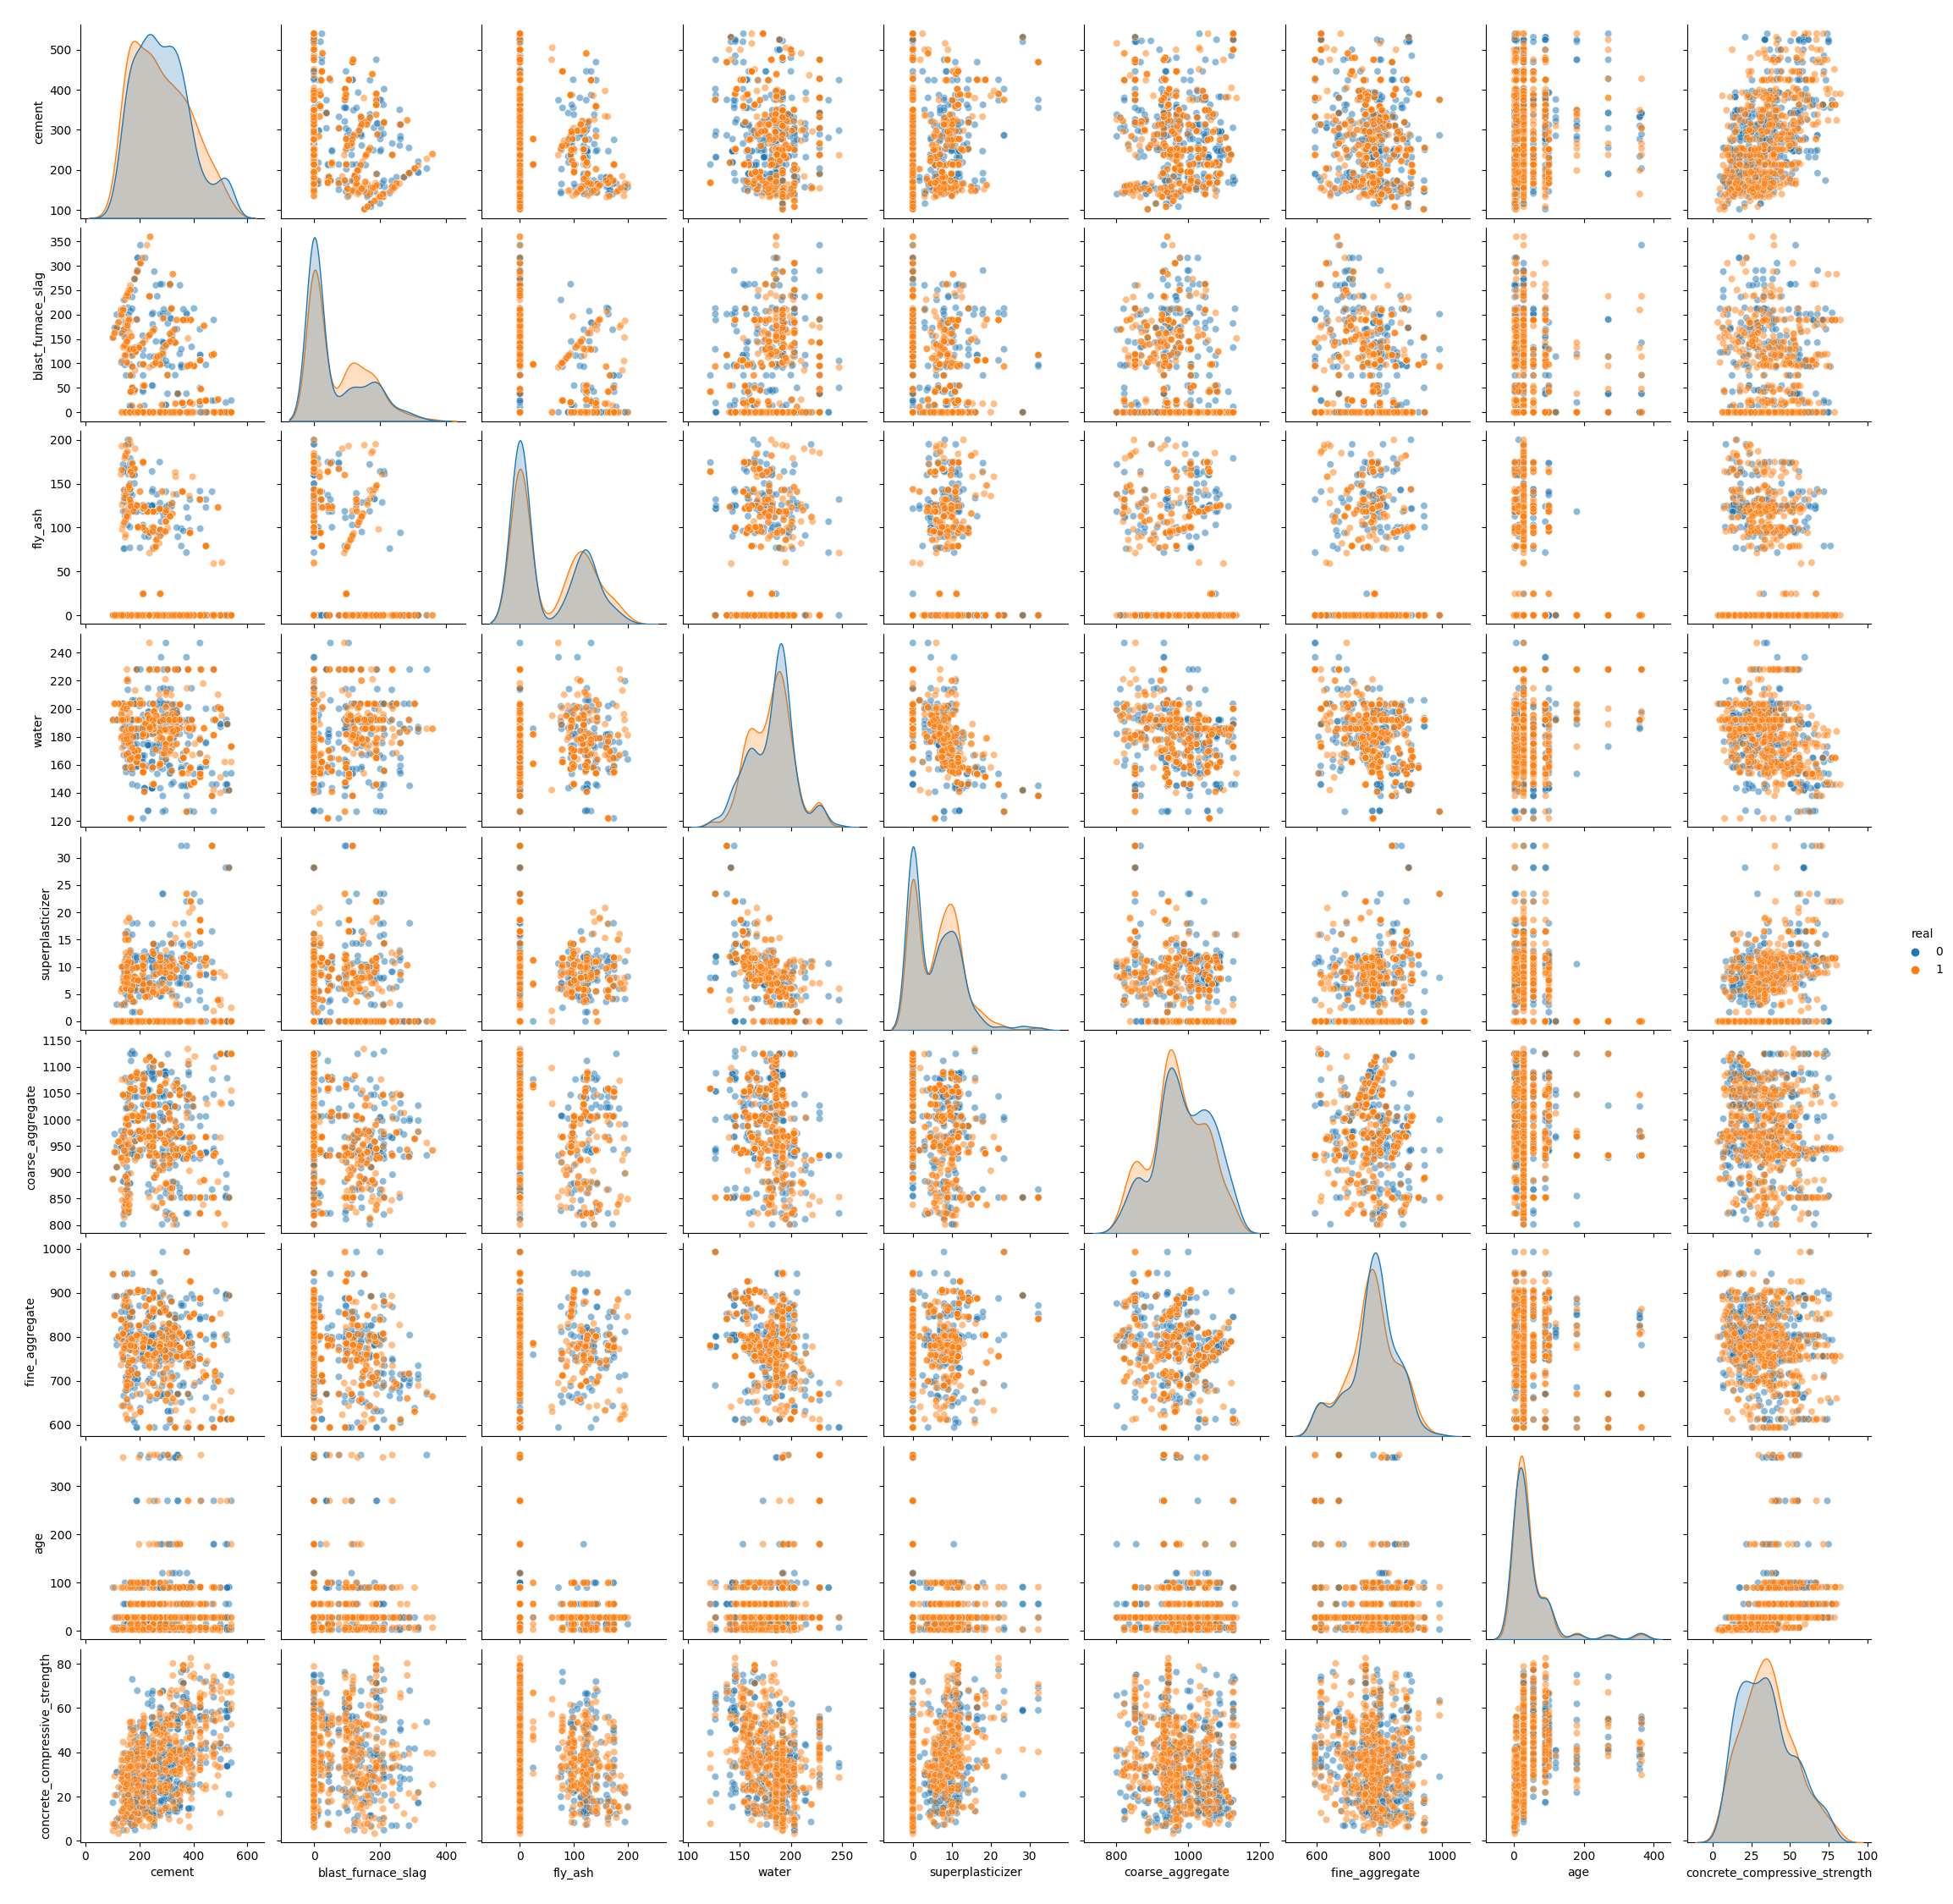 cement
500
400
300
200
100
blast_furnace_slag
350
300
250
200
150
100
50
0
fly_ash
200
150
100
50
0
water
240
220
200
180
160
140
120
superplasticizer
30
25
20
15
10
5
0
real
0
1
coarse_aggregate
1150
1100
1050
1000
950
900
850
800
fine_aggregate
1000
900
800
700
600
age
300
200
100
0
concrete_compressive_strength
80
60
40
20
0
0 200 400 600
0 200 400
0 100 200
100 150 200 250
0 10 20 30
800 1000 1200
600 800 1000
0 200 400
0 25 50 75 100
cement
blast_furnace_slag
fly_ash
water
superplasticizer
coarse_aggregate
fine_aggregate
age
concrete_compressive_strength